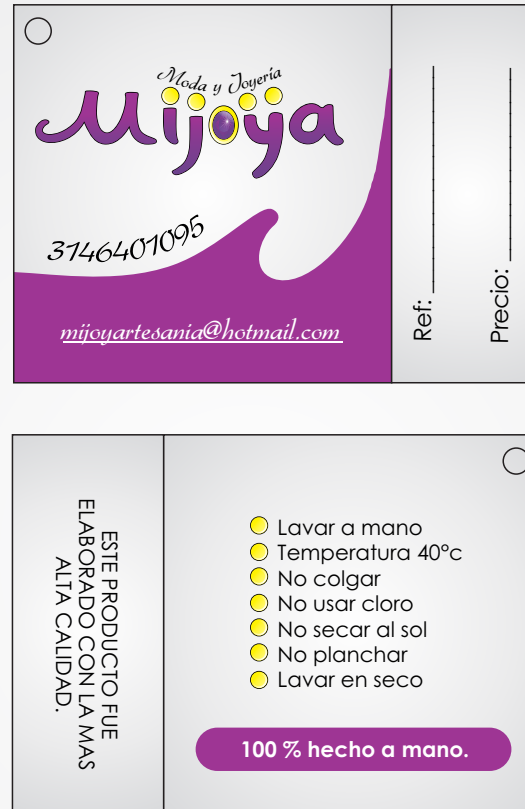 Moda y Joyería
Mijoya
3146401095
mijoyartesania@hotmail.com
Ref:
Precio:
ESTE PRODUCTO FUE
ELABORADO CON LA MAS
ALTA CALIDAD.
Lavar a mano
Temperatura 40°c
No colgar
No usar cloro
No secar al sol
No planchar
Lavar en seco
100 % hecho a mano.